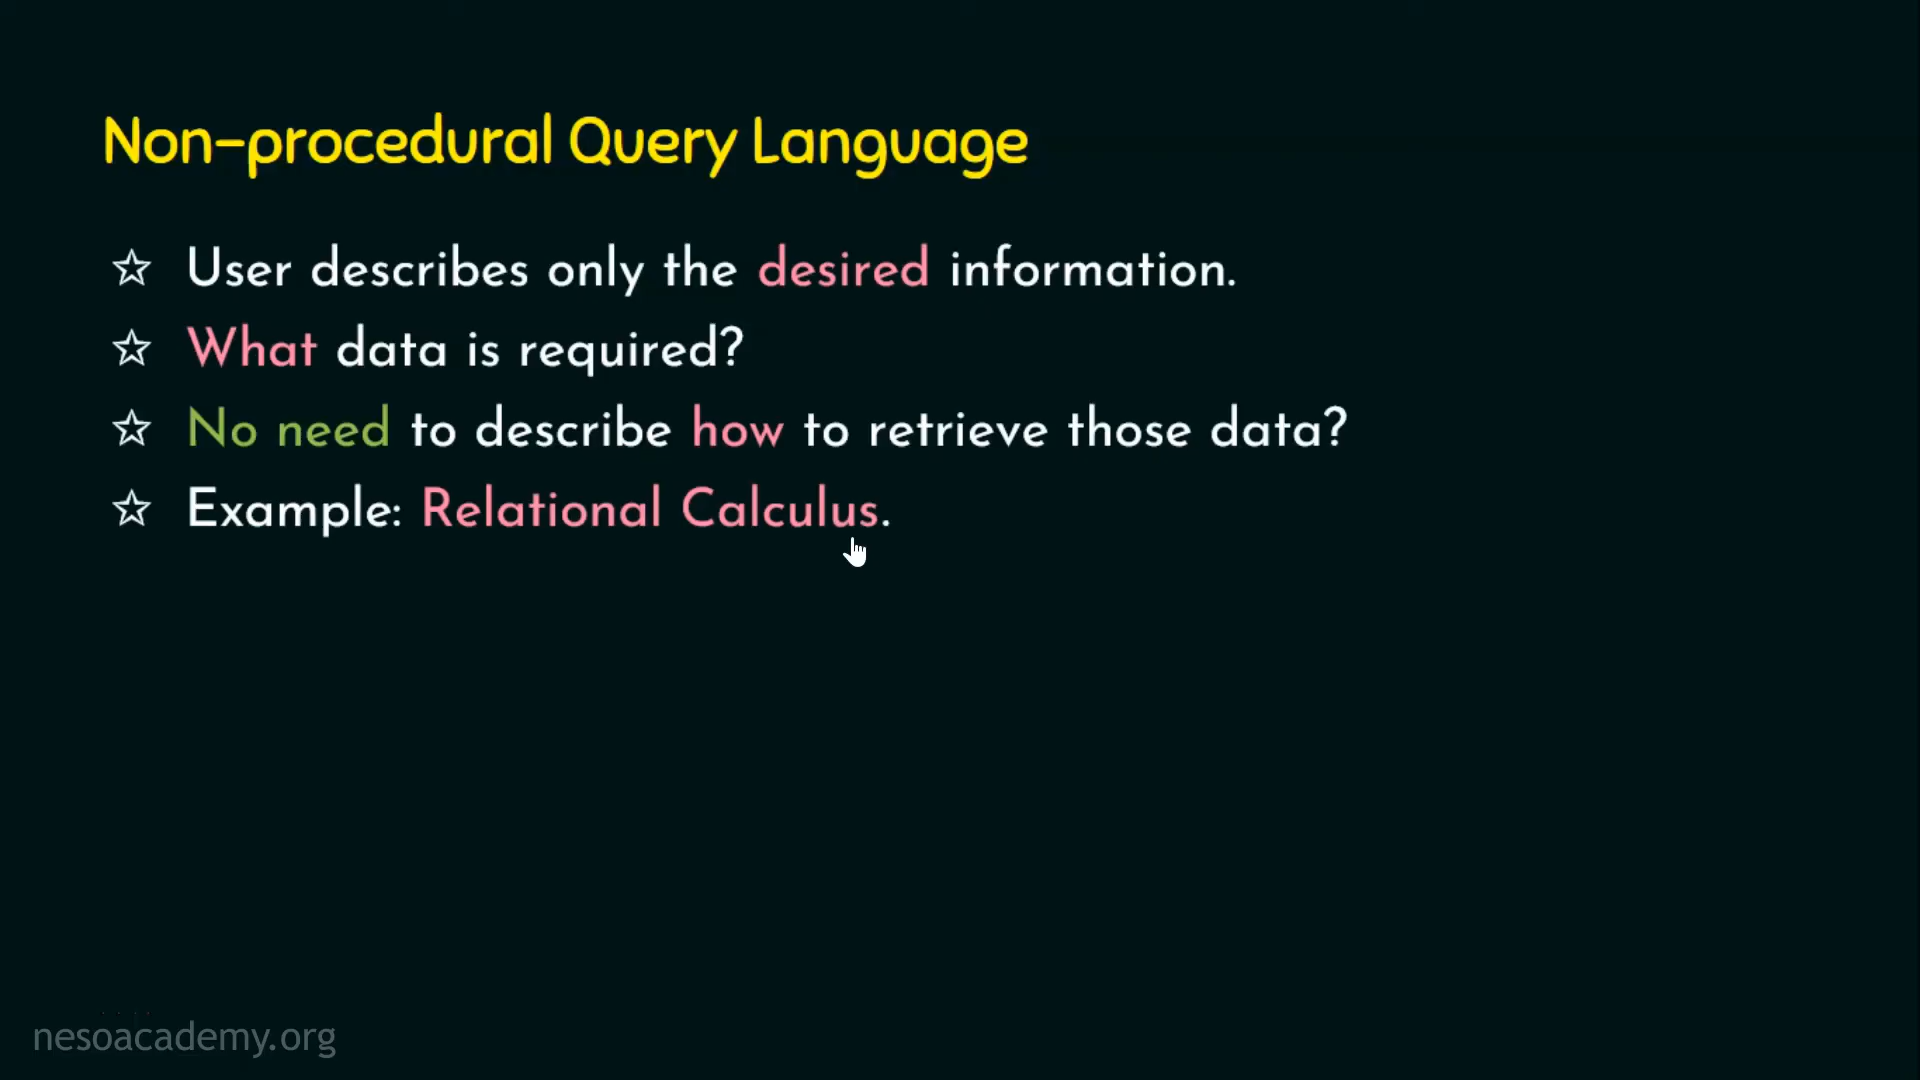 Non-procedural Query Language
☆ User describes only the desired information.
☆ What data is required?
☆ No need to describe how to retrieve those data?
☆ Example: Relational Calculus.
nesoacademy.org